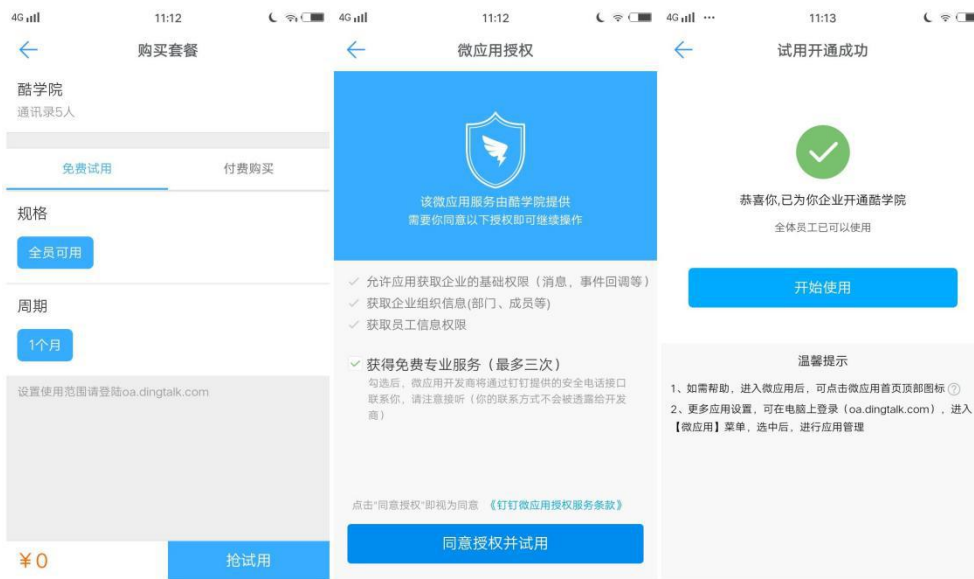 4G 11:12
购买套餐
酷学院
通讯录5人
免费试用 付费购买
规格
全员可用
周期
1个月
设置使用范围请登陆oa.dingtalk.com
¥0 抢试用
4G 11:12
微应用授权
该微应用服务由酷学院提供
需要你同意以下授权即可继续操作
允许应用获取企业的基础权限（消息，事件回调等）
获取企业组织信息(部门、成员等)
获取员工信息权限
获得免费专业服务（最多三次）
勾选后，微应用开发商将通过钉钉提供的安全电话接口
联系你，请注意接听（你的联系方式不会被透露给开发
商）
点击“同意授权”即视为同意 《钉钉微应用授权服务条款》
同意授权并试用
4G ··· 11:13
试用开通成功
恭喜你,已为你企业开通酷学院
全体员工已可以使用
开始使用
温馨提示
1、如需帮助，进入微应用后，可点击微应用首页顶部图标?
2、更多应用设置，可在电脑上登录（oa.dingtalk.com），进入
【微应用】菜单，选中后，进行应用管理